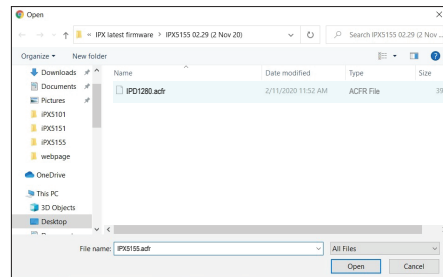 Open
« IPX latest firmware > IPX5155 02.29 (2 Nov 20)
Search IPX5155 02.29 (2 Nov ...
Organize
New folder
Name
Date modified
Type
Size
Downloads
Documents
Pictures
iPX5101
iPX5151
iPX5155
webpage
OneDrive
This PC
3D Objects
Desktop
IPD1280.acfr
2/11/2020 11:52 AM
ACFR File
39
File name:
IPX5155.adfr
All Files
Open
Cancel